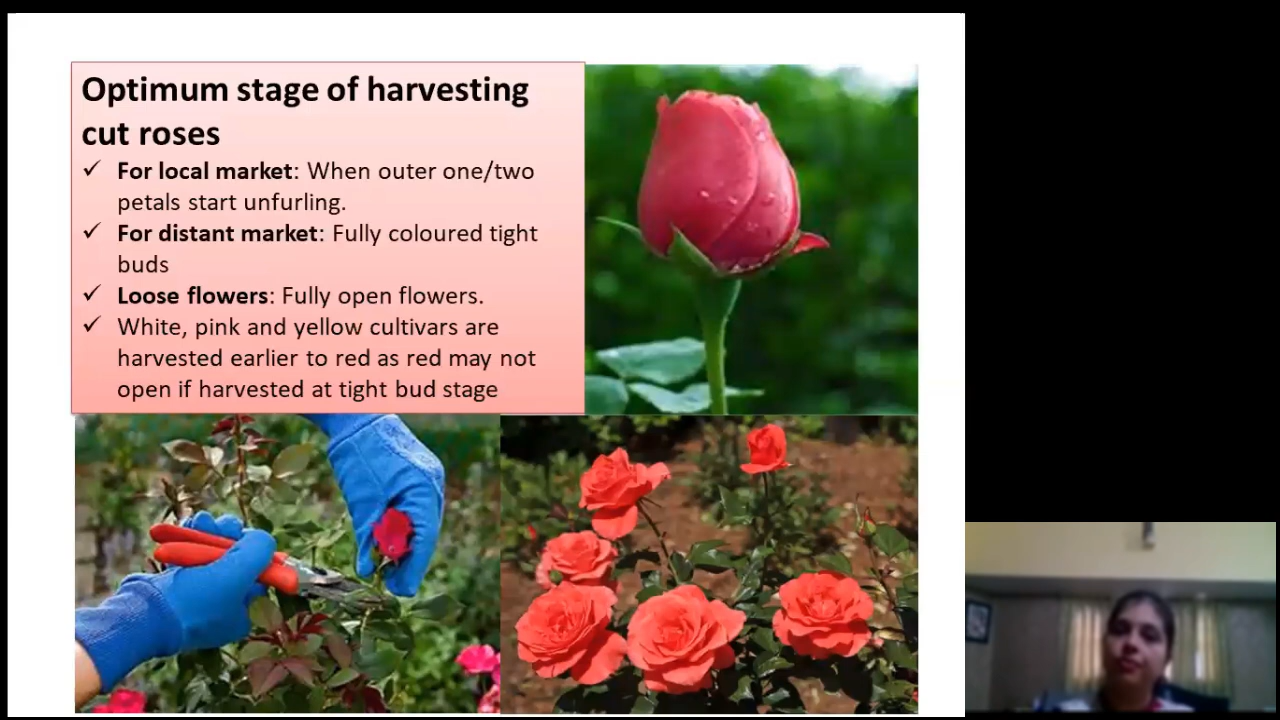 Optimum stage of harvesting
cut roses
✓ For local market: When outer one/two
petals start unfurling.
✓ For distant market: Fully coloured tight
buds
✓ Loose flowers: Fully open flowers.
✓ White, pink and yellow cultivars are
harvested earlier to red as red may not
open if harvested at tight bud stage